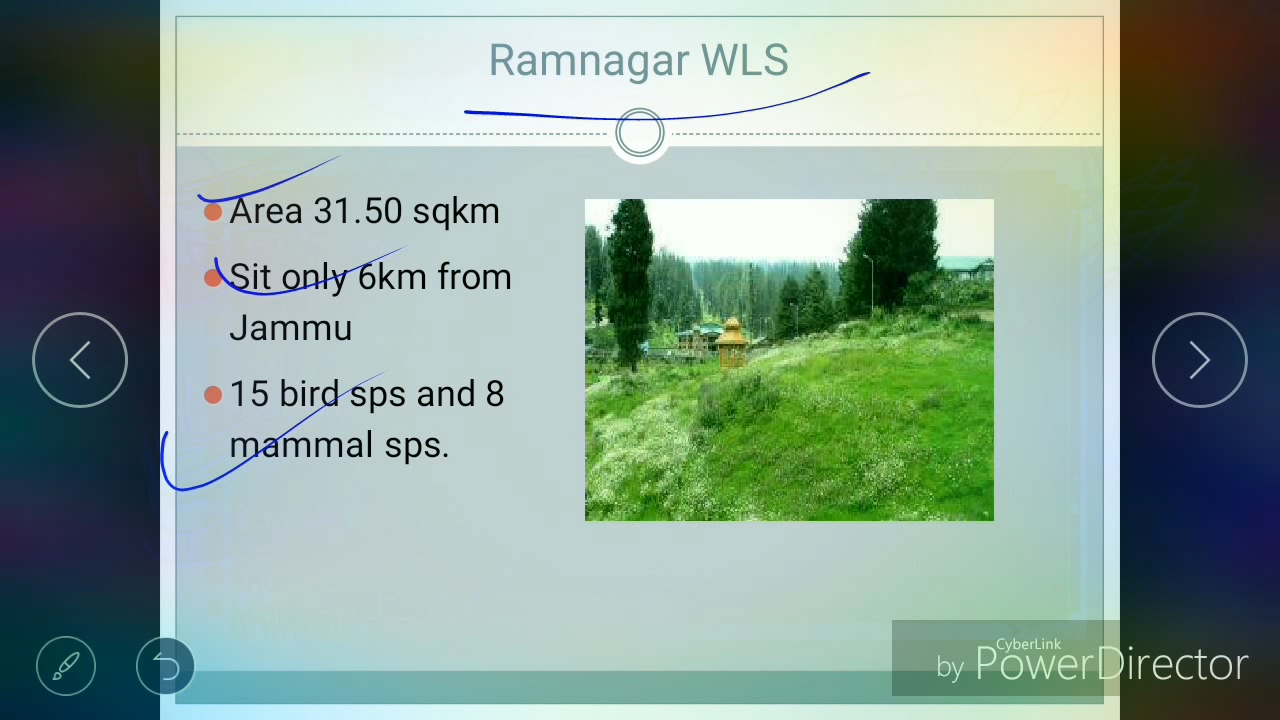 Ramnagar WLS
Area 31.50 sqkm
Sit only 6km from
Jammu
15 bird sps and 8
mammal sps.
CyberLink
by PowerDirector